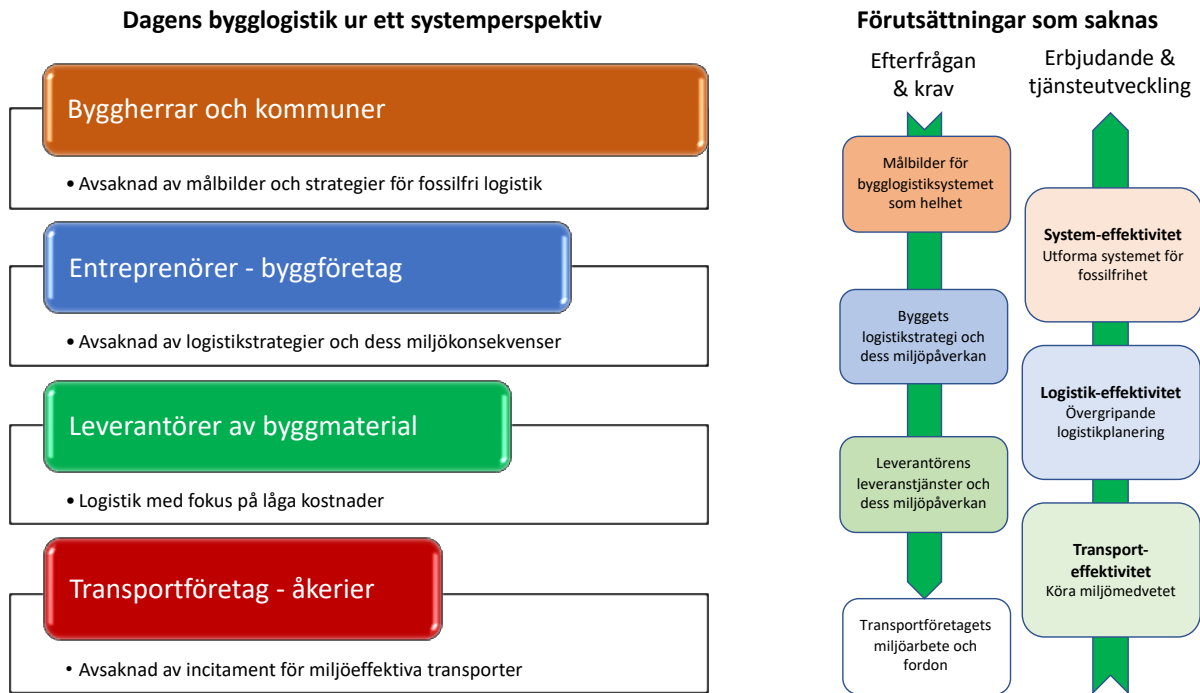 Dagens bygglogistik ur ett systemperspektiv
Byggherrar och kommuner
• Avsaknad av målbilder och strategier för fossilfri logistik
Entreprenörer - byggföretag
• Avsaknad av logistikstrategier och dess miljökonsekvenser
Leverantörer av byggmaterial
• Logistik med fokus på låga kostnader
Transportföretag - åkerier
• Avsaknad av incitament för miljöeffektiva transporter
Förutsättningar som saknas
Efterfrågan
& krav
Målbilder för
bygglogistiksystemet
som helhet
Byggets
logistikstrategi och
dess miljöpåverkan
Leverantörens
leveranstjänster och
dess miljöpåverkan
Transportföretagets
miljöarbete och
fordon
Erbjudande &
tjänsteutveckling
System-effektivitet
Utforma systemet för
fossilfrihet
Logistik-effektivitet
Övergripande
logistikplanering
Transport-
effektivitet
Köra miljömedvetet